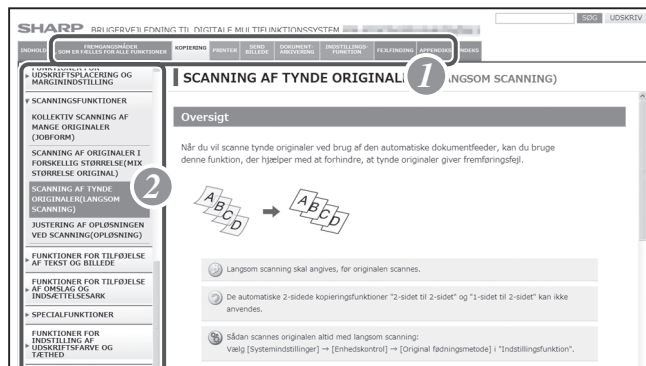 SHARP BRUGERVEJLEDNING TIL DIGITALE MULTIFUNKTIONSSYSTEM
SØG UDSKRIV
INDHOLD
FREMGANGSMÅDER
SOM ER FÆLLES FOR ALLE FUNKTIONER
KOPIERING
PRINTER
SEND
BILLEDE
DOKUMENT-
ARKIVERING
INDSTILLINGS-
FUNKTION
FEJLFINDING
APPENDIKS
INDEKS
1
FUNKTIONER FOR
UDSKRIFTSPLACERING OG
MARGININDSTILLING
SCANNINGSFUNKTIONER
KOLLEKTIV SCANNING AF
MANGE ORIGINALER
(JOBFORM)
SCANNING AF ORIGINALER I
FORSKELLIG STØRRELSE(MIX
STØRRELSE ORIGINAL)
SCANNING AF TYNDE
ORIGINALER(LANGSOM
SCANNING)
2
JUSTERING AF OPLØSNINGEN
VED SCANNING(OPLØSNING)
FUNKTIONER FOR TILFØJELSE
AF TEKST OG BILLEDE
FUNKTIONER FOR TILFØJELSE
AF OMSLAG OG
INDSÆTTELSESARK
SPECIALFUNKTIONER
FUNKTIONER FOR
INDSTILLING AF
UDSKRIFTSFARVE OG
TÆTHED
SCANNING AF TYNDE ORIGINAL ANGSOM SCANNING)
Oversigt
Når du vil scanne tynde originaler ved brug af den automatiske dokumentfeeder, kan du bruge
denne funktion, der hjælper med at forhindre, at tynde originaler giver fremføringsfejl.
A B C D A B C D
Langsom scanning skal angives, før originalen scannes.
De automatiske 2-sidede kopieringsfunktioner "2-sidet til 2-sidet" og "1-sidet til 2-sidet" kan ikke
anvendes.
Sådan scannes originalen altid med langsom scanning:
Vælg [Systemindstillinger] → [Enhedskontrol] → [Original fødningsmetode] i "Indstillingsfunktion".